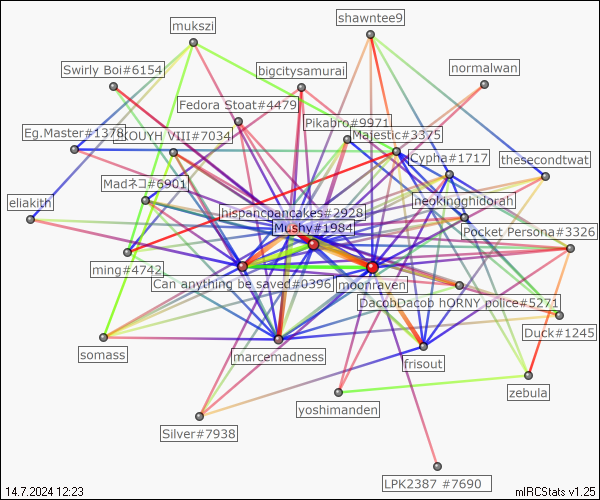 shawntee9
mukszi
Swirly Boi#6154
bigcitysamurai
normalwan
Fedora Stoat#4479
Pikabro#9971
Eg.Master#1378
KOUYH VIII#7034
Majestic#3375
Cypha#1717
thesecondtwat
Madネコ#6901
neokingghidorah
eliakith
hispancpancakes#2928
Mushy#1984
Pocket Persona#3326
ming#4742
Can anything be saved#0396
moonraven
DacobDacob hORNY police#5271
Duck#1245
somass
marcemadness
frisout
zebula
yoshimanden
Silver#7938
LPK2387 #7690
14.7.2024 12:23
mIRCStats v1.25